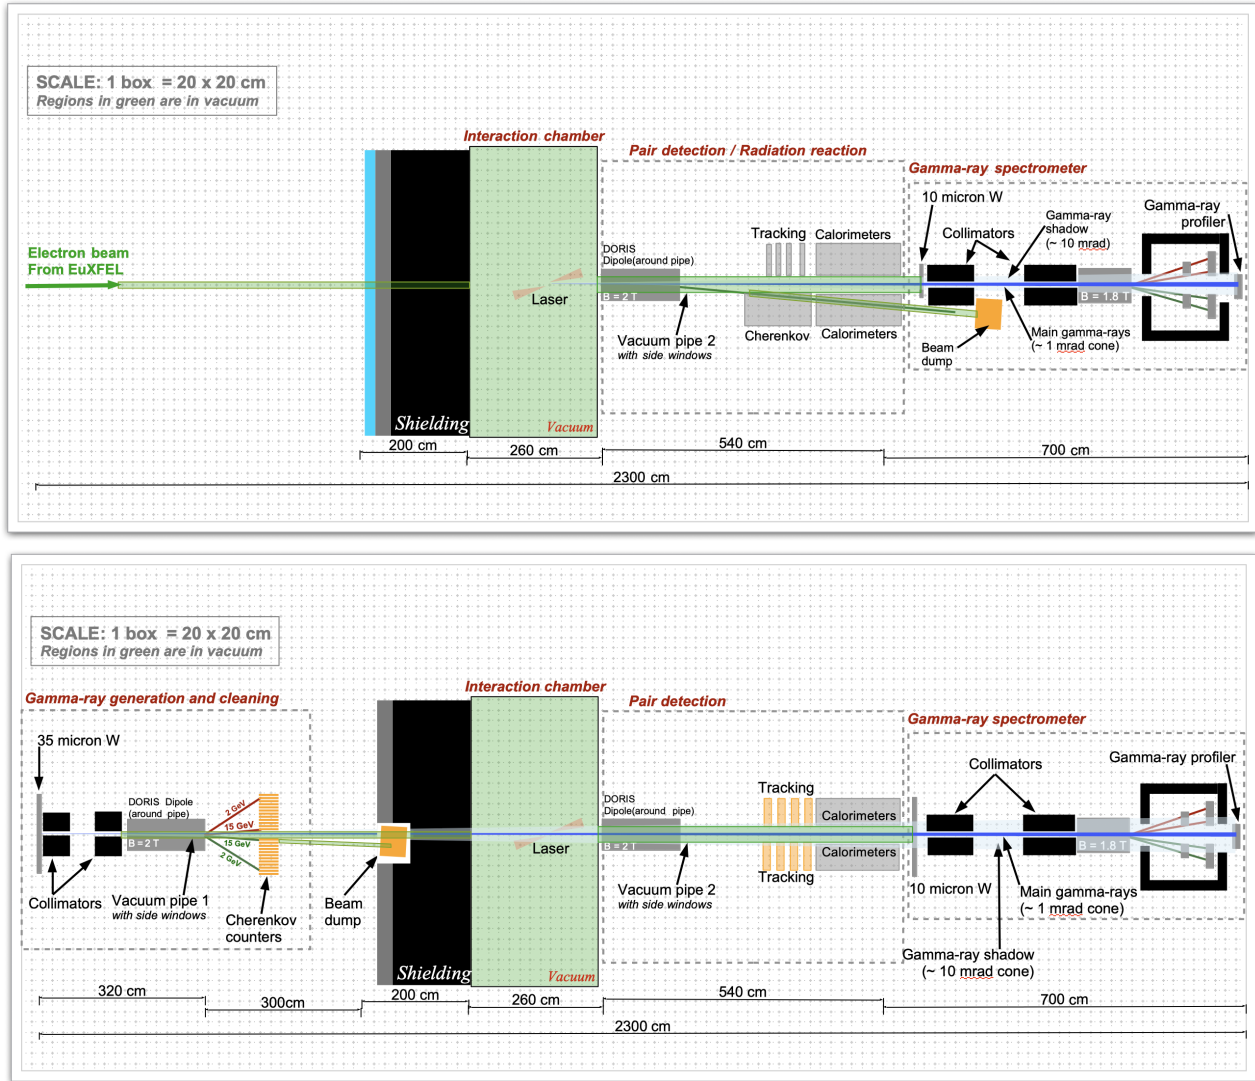 SCALE: 1 box = 20 x 20 cm
Regions in green are in vacuum
Interaction chamber
Pair detection / Radiation reaction
Gamma-ray spectrometer
10 micron W
Gamma-ray
profiler
Gamma-ray
shadow
(~ 10 mrad)
Collimators
Tracking
Calorimeters
DORIS
Dipole(around pipe)
Electron beam
From EuXFEL
Laser
B = 2 T
B = 1.8 T
Vacuum pipe 2
with side windows
Cherenkov
Calorimeters
Beam
dump
Main gamma-rays
(~ 1 mrad cone)
Shielding
Vacuum
200 cm
260 cm
540 cm
700 cm
2300 cm
SCALE: 1 box = 20 x 20 cm
Regions in green are in vacuum
Gamma-ray generation and cleaning
Interaction chamber
Pair detection
Gamma-ray spectrometer
35 micron W
Collimators
Gamma-ray profiler
DORIS Dipole
(around pipe)
2 GeV
15 GeV
15 GeV
2 GeV
B = 2 T
DORIS
Dipole(around pipe)
Tracking
Calorimeters
Laser
B = 2 T
Calorimeters
B = 1.8 T
Tracking
Collimators
Vacuum pipe 1
with side windows
Cherenkov
counters
Beam
dump
Vacuum pipe 2
with side windows
10 micron W
Main gamma-rays
(~ 1 mrad cone)
Gamma-ray shadow
(~ 10 mrad cone)
Shielding
Vacuum
320 cm
300cm
200 cm
260 cm
540 cm
700 cm
2300 cm